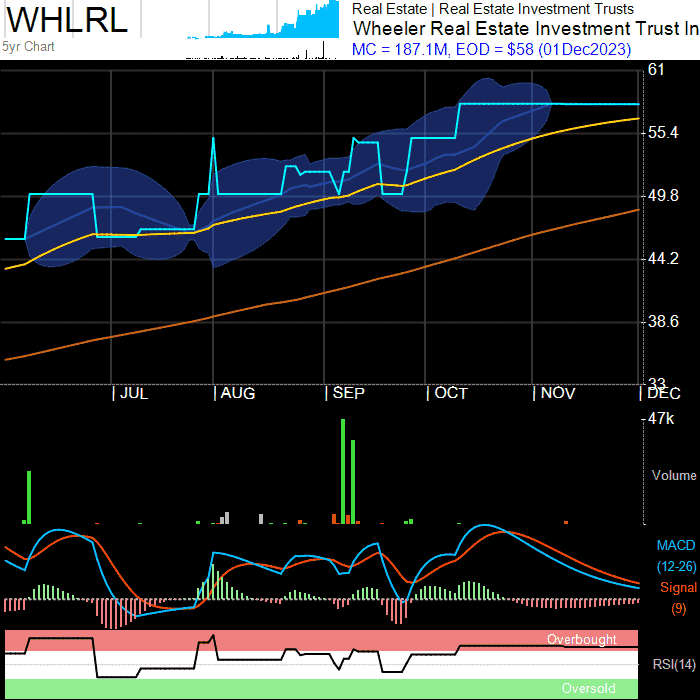 WHLRL
5yr Chart
Real Estate | Real Estate Investment Trusts
Wheeler Real Estate Investment Trust In
MC = 187.1M, EOD = $58 (01Dec2023)
61
55.4
49.8
44.2
38.6
33
JUL
AUG
SEP
OCT
NOV
DEC
47k
Volume
MACD
(12-26)
Signal
(9)
Overbought
RSI(14)
Oversold